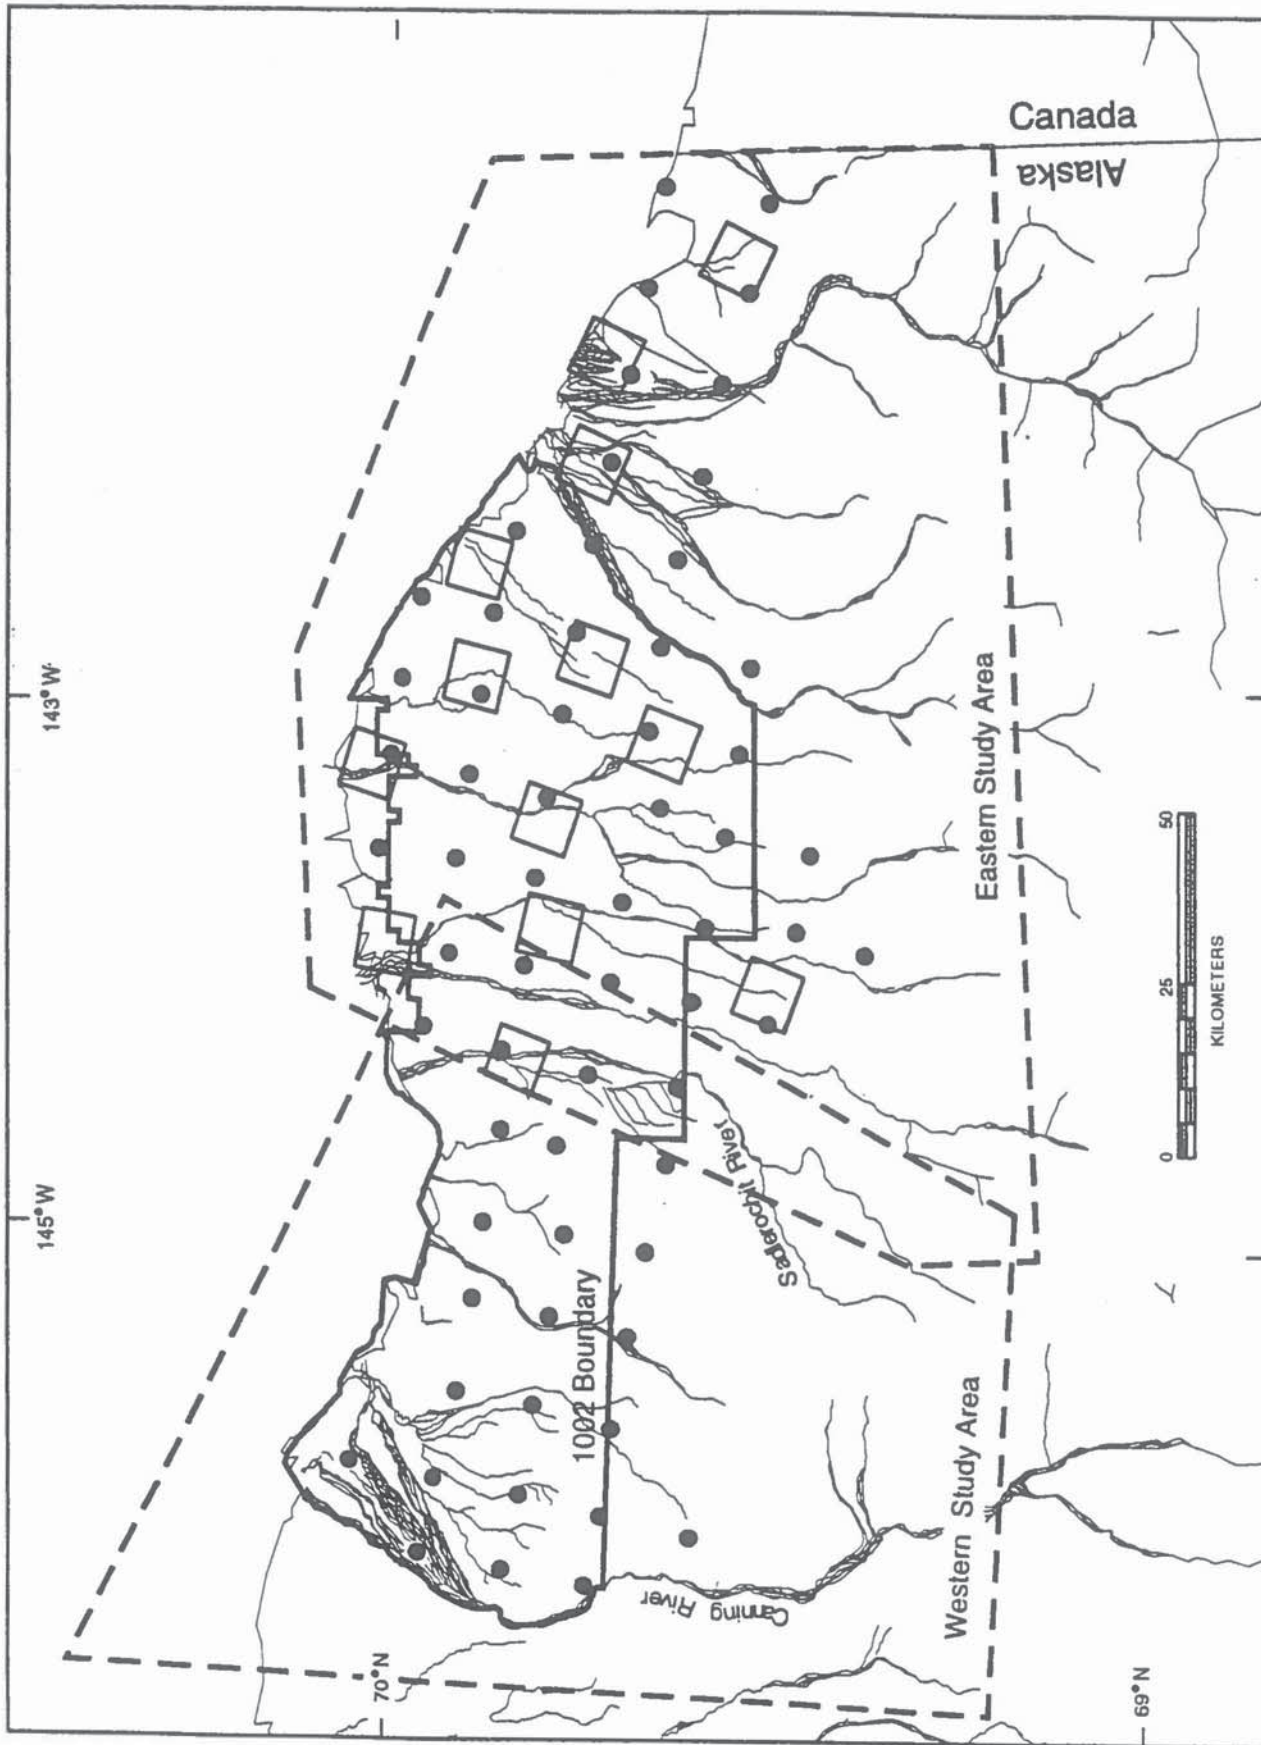 143°W
145°W
Canada
Alaska
70°N
69°N
1002 Boundary
Sadlerochit River
Canning River
Eastern Study Area
Western Study Area
0 25 50
KILOMETERS